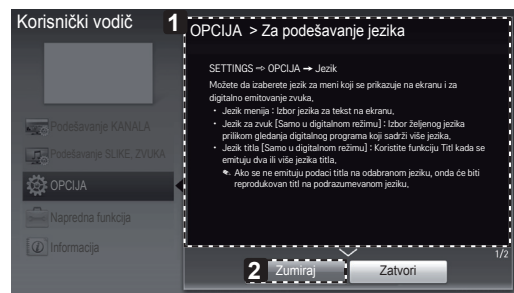 Korisnički vodič
1
OPCIJA > Za podešavanje jezika
SETTINGS ⇨ OPCIJA ➞ Jezik
Možete da izaberete jezik za meni koji se prikazuje na ekranu i za
digitalno emitovanje zvuka.
• Jezik menija : Izbor jezika za tekst na ekranu.
• Jezik za zvuk [Samo u digitalnom režimu] : Izbor željenog jezika
prilikom gledanja digitalnog programa koji sadrži više jezika.
• Jezik titla [Samo u digitalnom režimu] : Koristite funkciju Titl kada se
emituju dva ili više jezika titla.
Ako se ne emituju podaci titla na odabranom jeziku, onda će biti
reprodukovan titl na podrazumevanom jeziku.
Podešavanje KANALA
Podešavanje SLIKE, ZVUKA
OPCIJA
Napredna funkcija
Informacija
1/2
2
Zumiraj
Zatvori